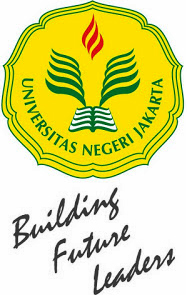 UNIVERSITAS NEGERI JAKARTA
Building
Future
Leaders